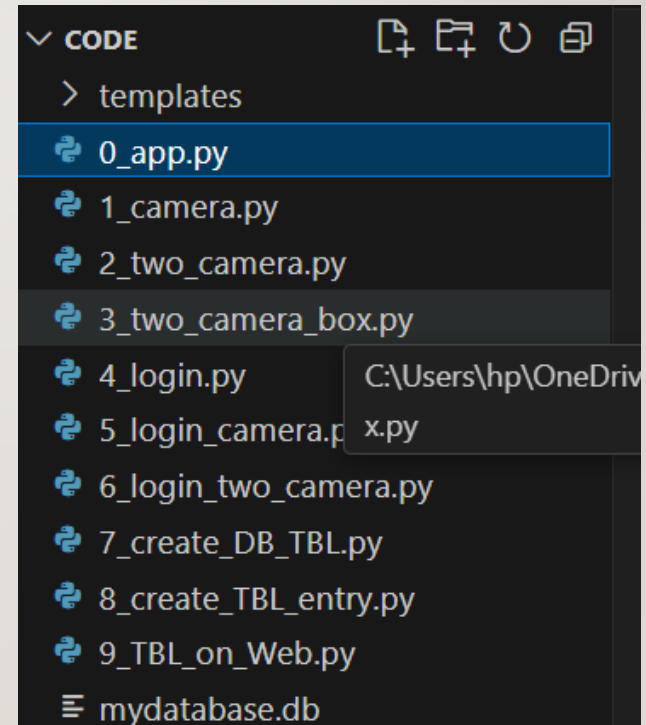 CODE
templates
0_app.py
1_camera.py
2_two_camera.py
3_two_camera_box.py
4_login.py
C:\Users\hp\OneDriv
x.py
5_login_camera.p
6_login_two_camera.py
7_create_DB_TBL.py
8_create_TBL_entry.py
9_TBL_on_Web.py
mydatabase.db